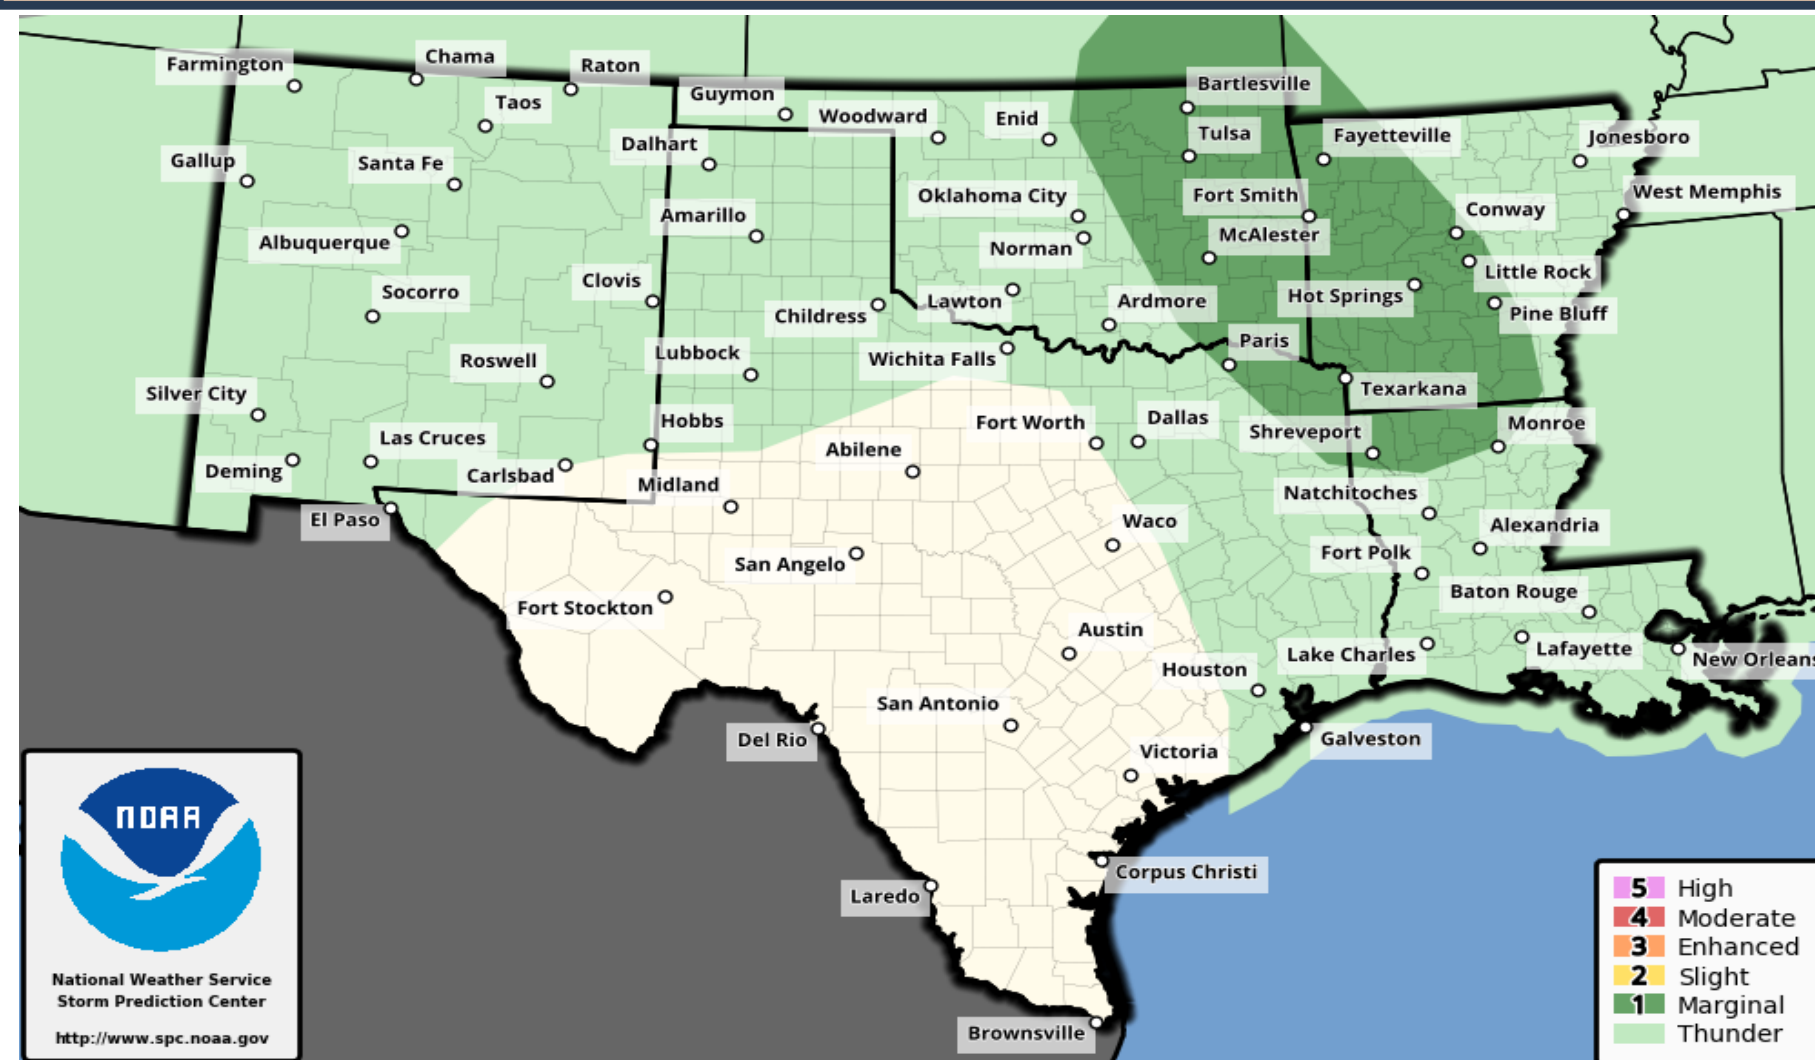 Farmington
Chama
Raton
Taos
Guymon
Woodward
Enid
Bartlesville
Tulsa
Fayetteville
Jonesboro
Gallup
Santa Fe
Dalhart
Oklahoma City
Fort Smith
West Memphis
Conway
Albuquerque
Amarillo
Norman
McAlester
Socorro
Clovis
Childress
Lawton
Ardmore
Hot Springs
Little Rock
Pine Bluff
Roswell
Lubbock
Wichita Falls
Paris
Silver City
Texarkana
Las Cruces
Hobbs
Fort Worth
Dallas
Shreveport
Monroe
Deming
Carlsbad
Midland
Abilene
El Paso
Natchitoches
Waco
Alexandria
San Angelo
Fort Polk
Fort Stockton
Baton Rouge
Austin
Houston
Lake Charles
Lafayette
New Orleans
San Antonio
Del Rio
Victoria
Galveston
Laredo
Corpus Christi
Brownsville
NOAA
National Weather Service
Storm Prediction Center
http://www.spc.noaa.gov
5 High
4 Moderate
3 Enhanced
2 Slight
1 Marginal
Thunder